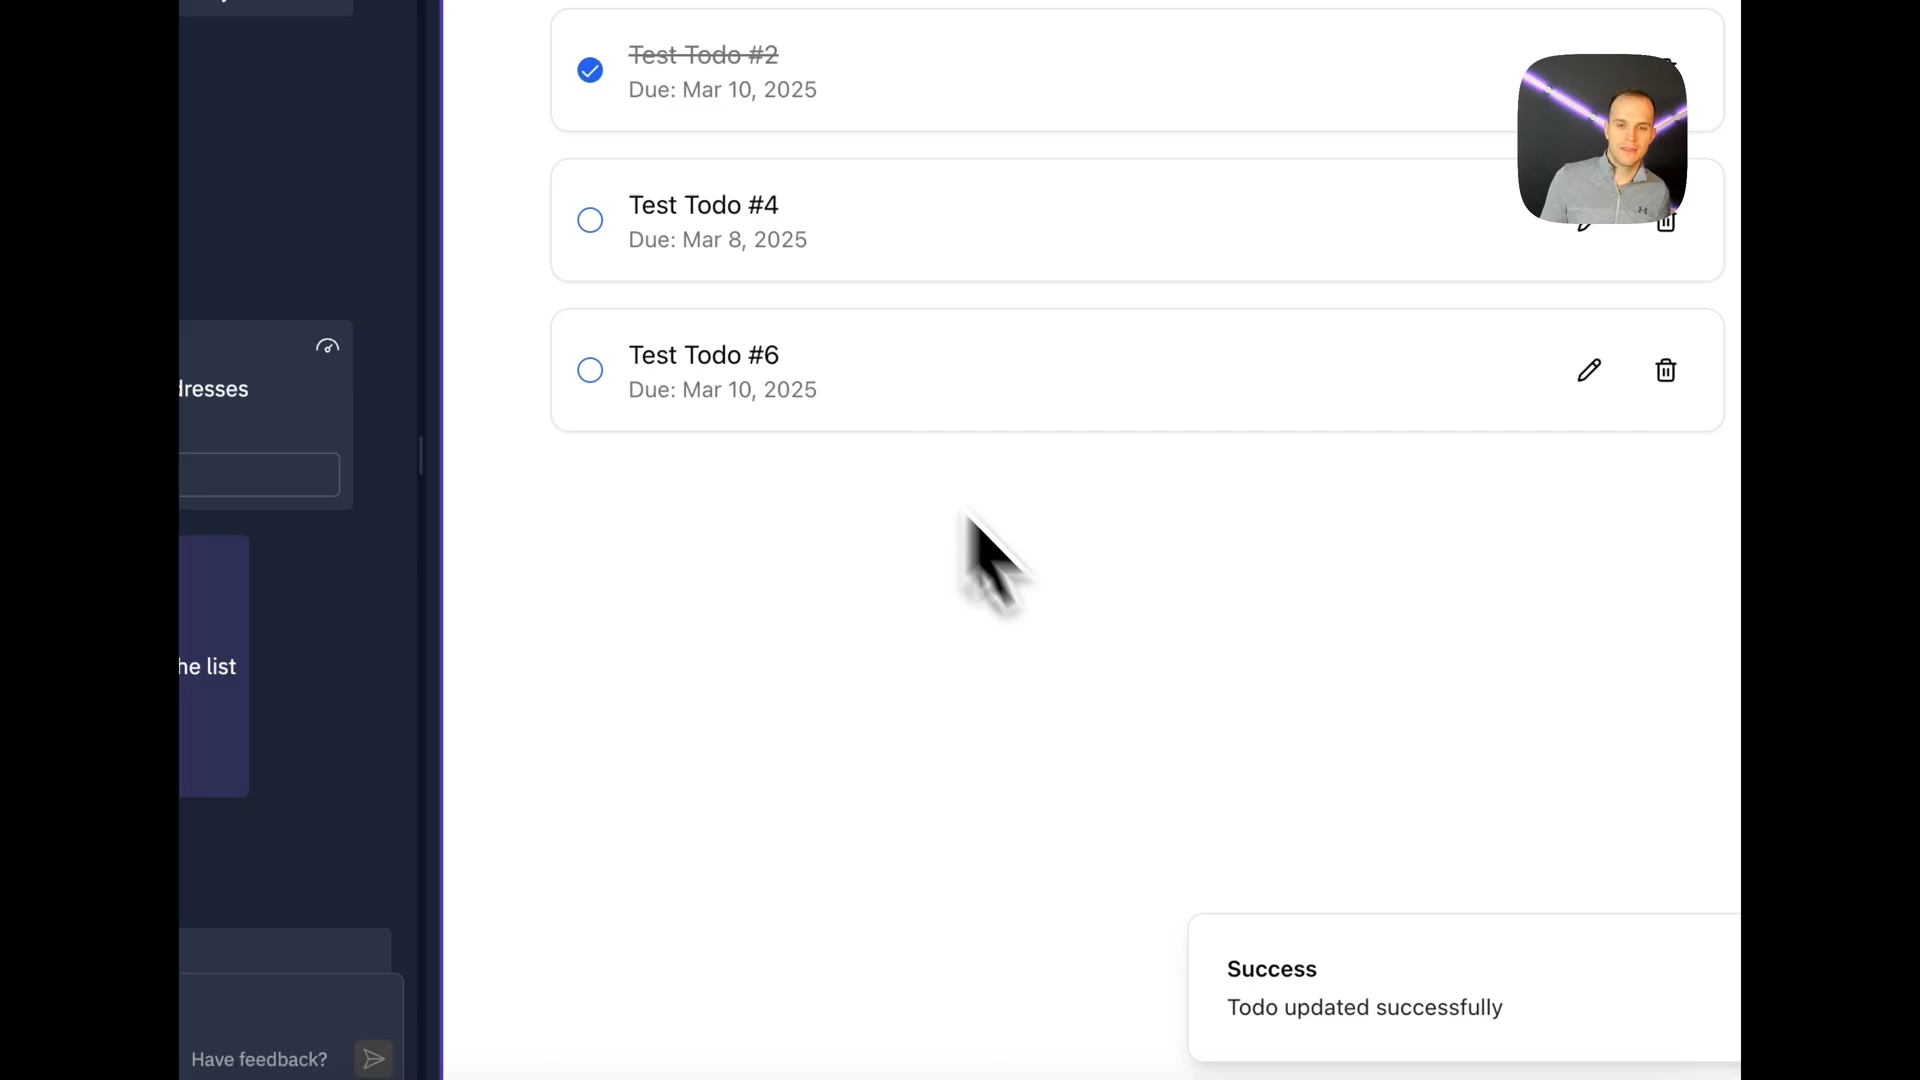 Test Todo #2
Due: Mar 10, 2025
Test Todo #4
Due: Mar 8, 2025
Test Todo #6
Due: Mar 10, 2025
dresses
he list
Success
Todo updated successfully
Have feedback?